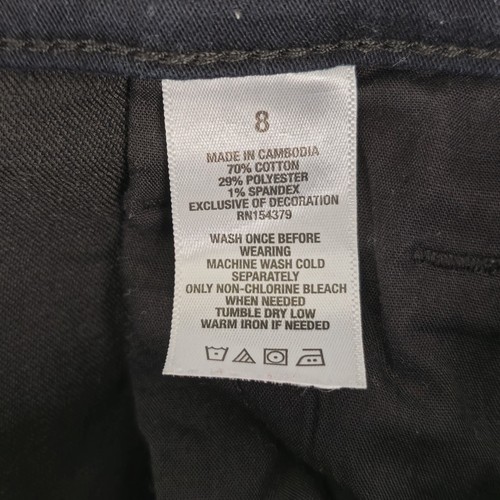 8
MADE IN CAMBODIA
70% COTTON
29% POLYESTER
1% SPANDEX
EXCLUSIVE OF DECORATION
RN154379
WASH ONCE BEFORE
WEARING
MACHINE WASH COLD
SEPARATELY
ONLY NON-CHLORINE BLEACH
WHEN NEEDED
TUMBLE DRY LOW
WARM IRON IF NEEDED